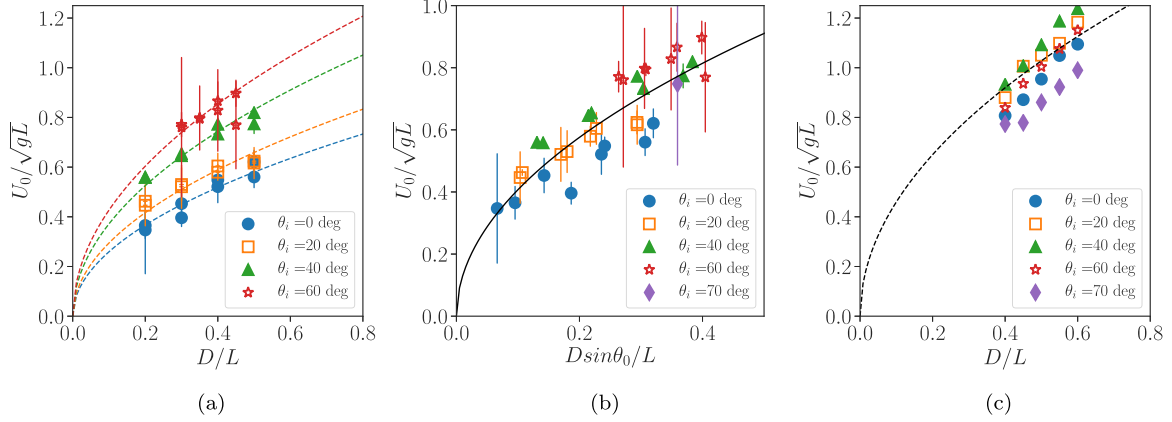 1.2
1.0
0.8
0.6
0.4
0.2
0.0
U₀/√gL
0.0 0.2 0.4 0.6 0.8
D/L
θᵢ =0 deg
θᵢ =20 deg
θᵢ =40 deg
θᵢ =60 deg
(a)
1.0
0.8
0.6
0.4
0.2
0.0
U₀/√gL
0.0 0.2 0.4
Dsinθ₀/L
θᵢ =0 deg
θᵢ =20 deg
θᵢ =40 deg
θᵢ =60 deg
θᵢ =70 deg
(b)
1.2
1.0
0.8
0.6
0.4
0.2
0.0
U₀/√gL
0.0 0.2 0.4 0.6 0.8
D/L
θᵢ =0 deg
θᵢ =20 deg
θᵢ =40 deg
θᵢ =60 deg
θᵢ =70 deg
(c)